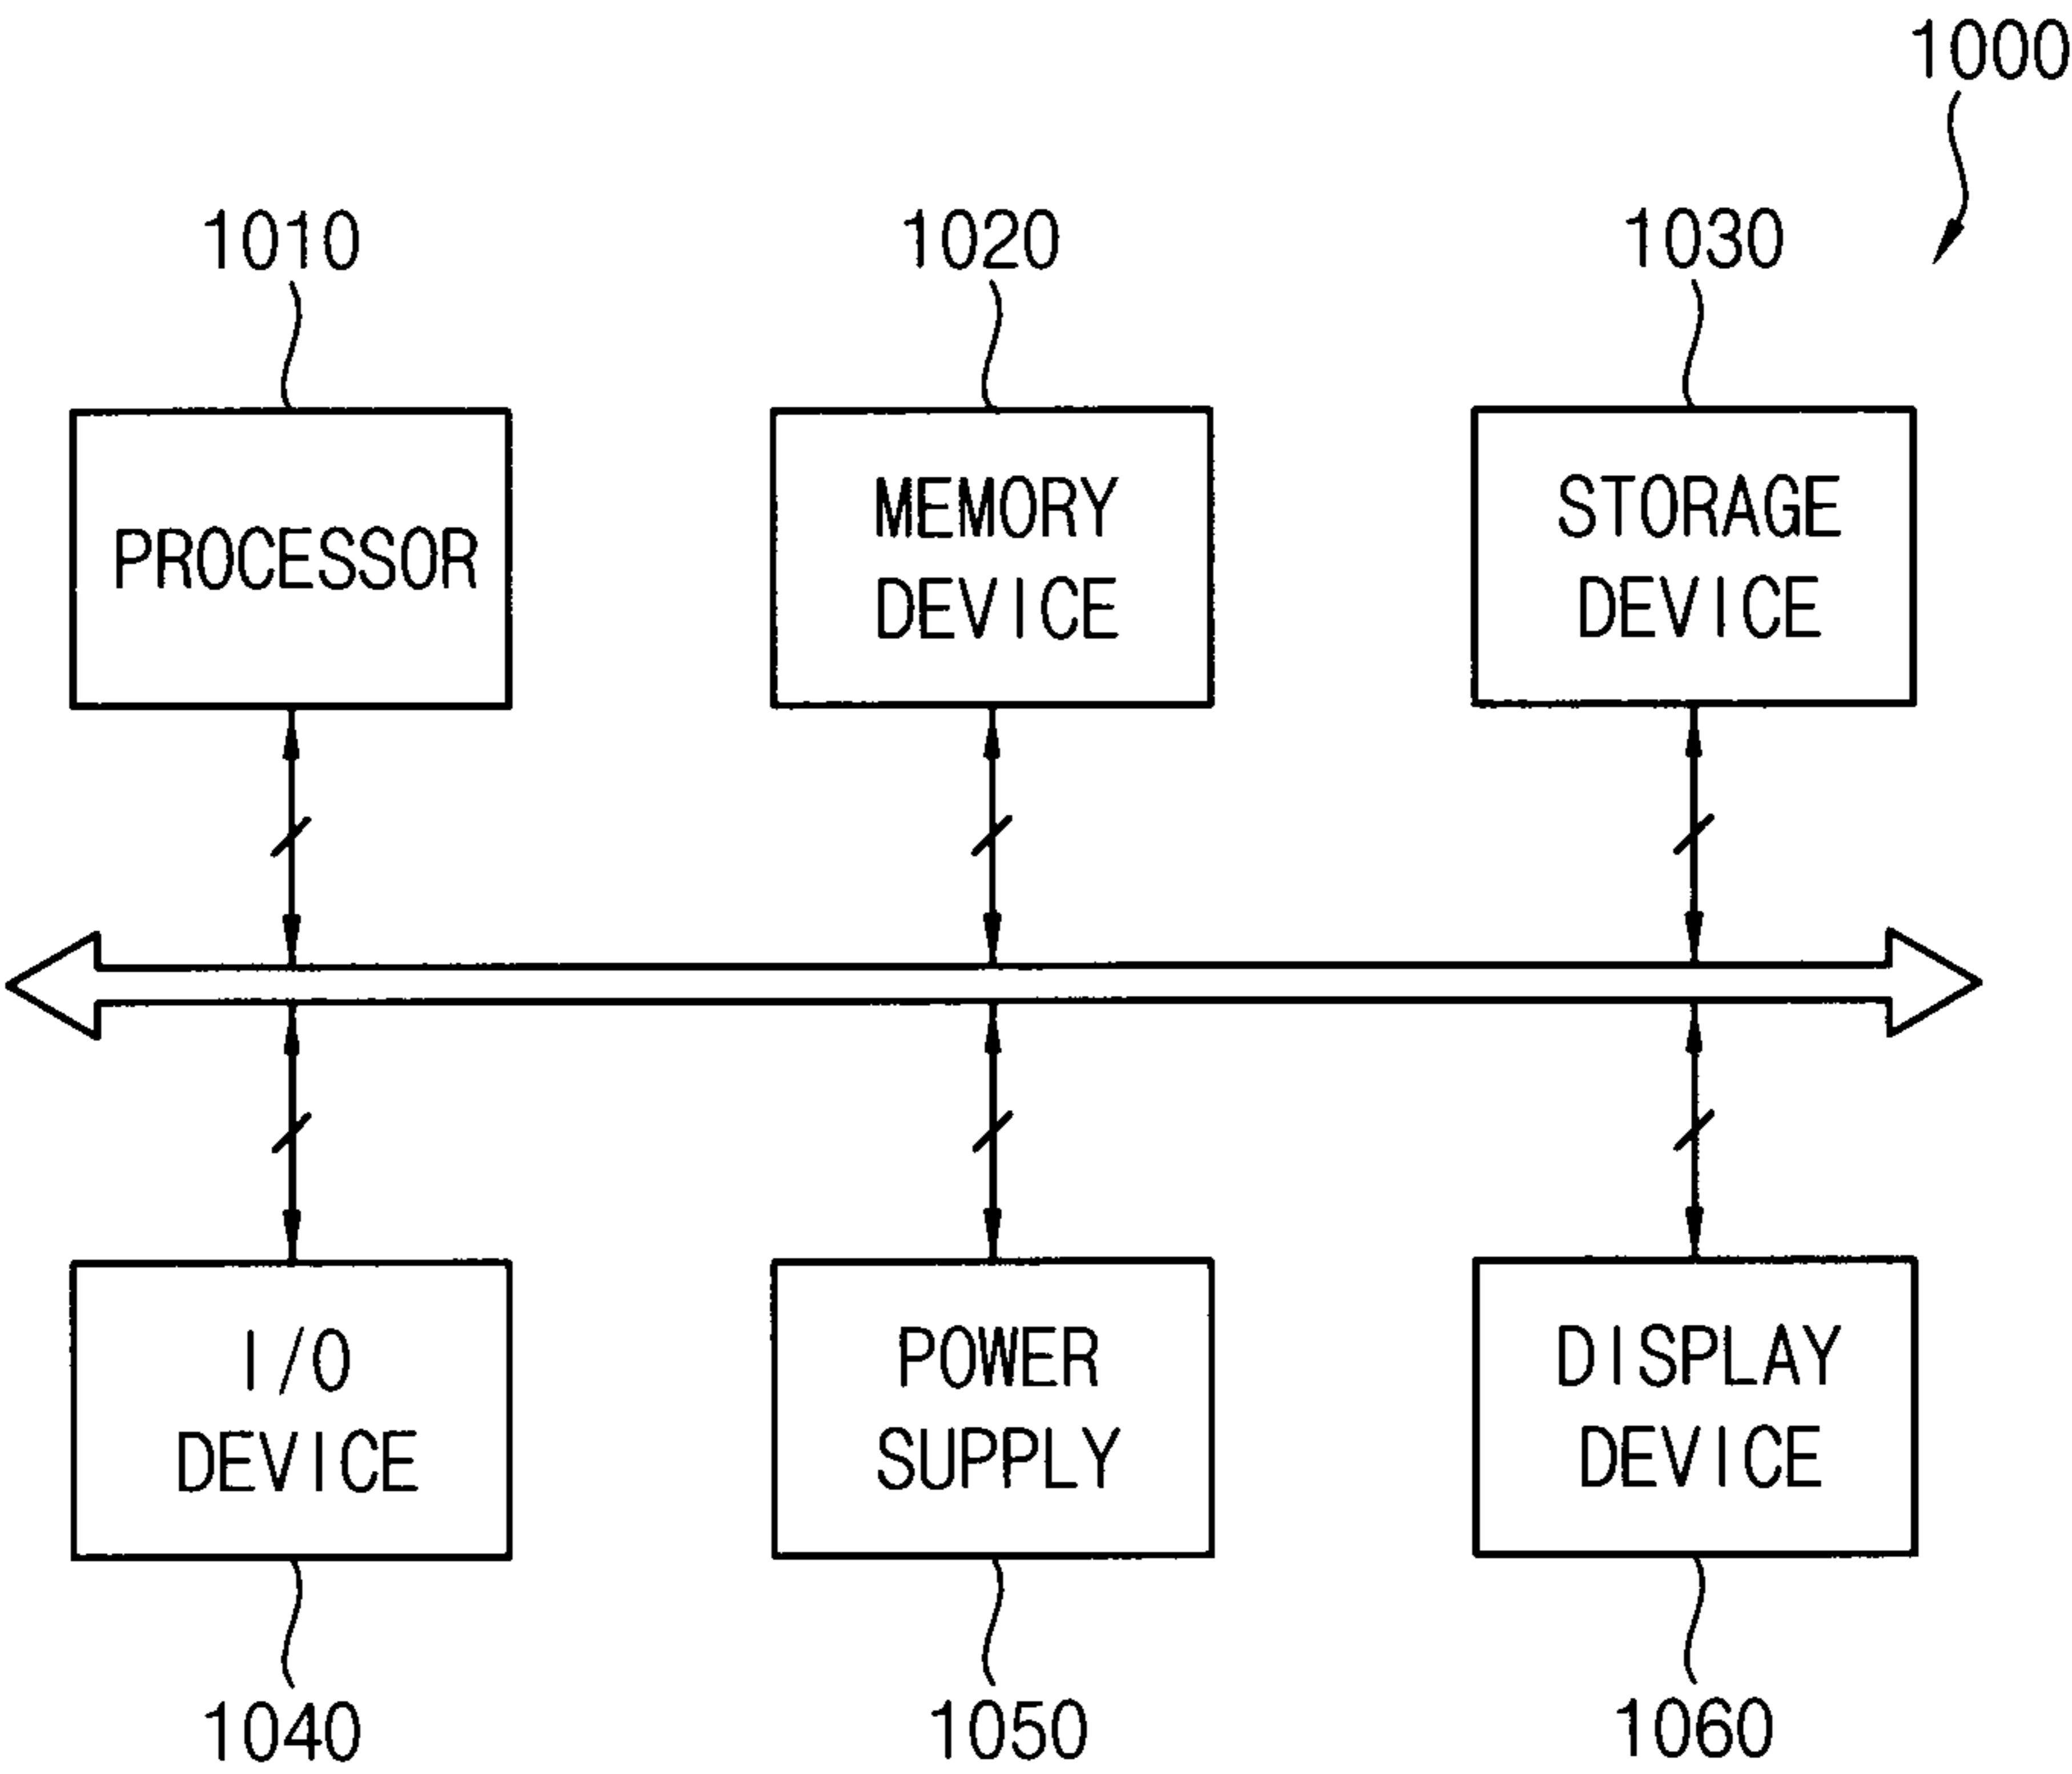 1000
1010
1020
1030
PROCESSOR
MEMORY
DEVICE
STORAGE
DEVICE
I/O
DEVICE
POWER
SUPPLY
DISPLAY
DEVICE
1040
1050
1060